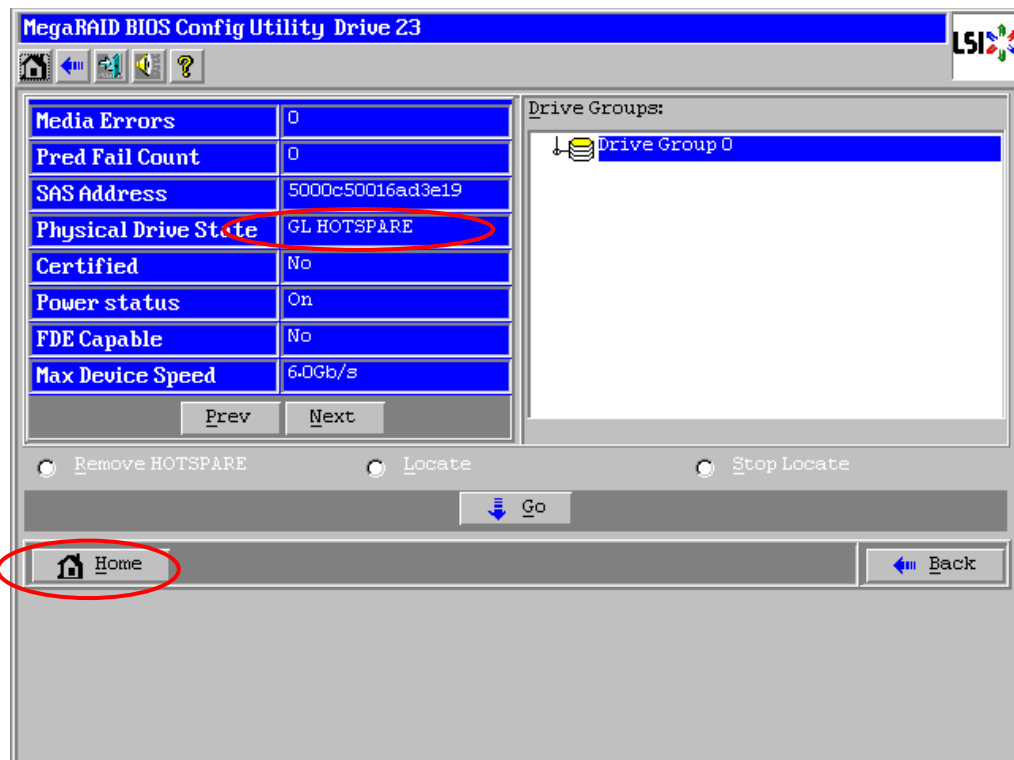 MegaRAID BIOS Config Utility Drive 23
LSI
Media Errors 0
Pred Fail Count 0
SAS Address 5000c50016ad3e19
Physical Drive State GL HOTSPARE
Certified No
Power status On
FDE Capable No
Max Device Speed 6.0Gb/s
Prev Next
Drive Groups:
Drive Group 0
Remove HOTSPARE Locate Stop Locate
Go
Home Back